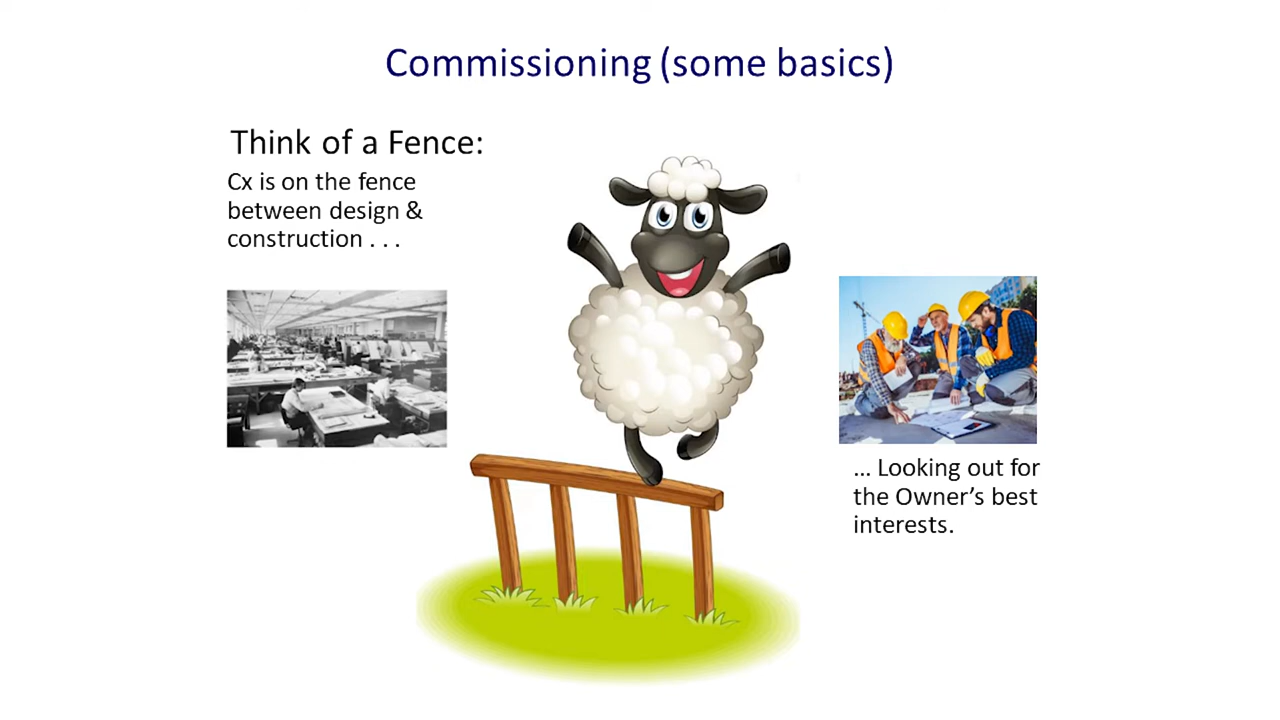 Commissioning (some basics)
Think of a Fence:
Cx is on the fence
between design &
construction . . .
... Looking out for
the Owner’s best
interests.